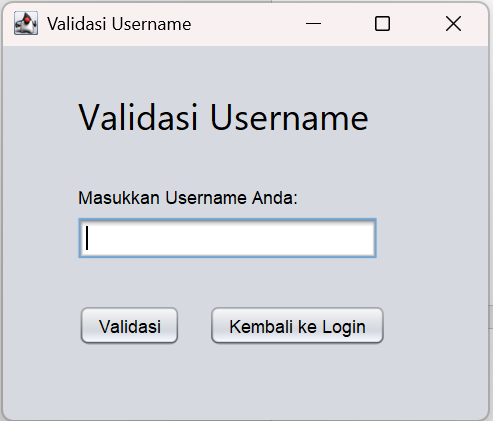 Validasi Username
Validasi Username
Masukkan Username Anda:
Validasi
Kembali ke Login